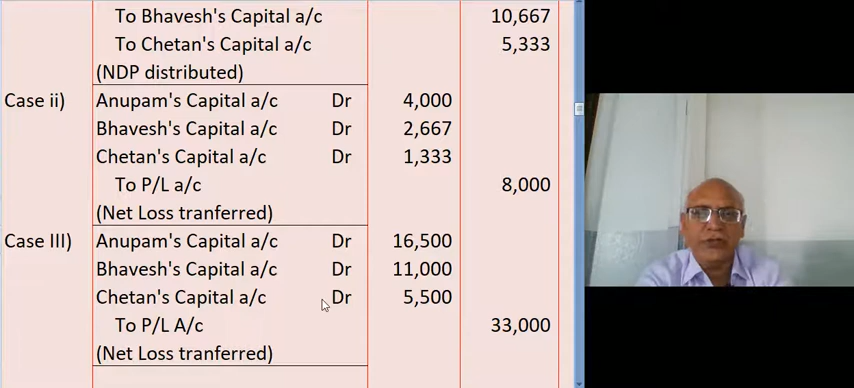 To Bhavesh's Capital a/c 10,667
To Chetan's Capital a/c 5,333
(NDP distributed)
Case ii) Anupam's Capital a/c Dr 4,000
Bhavesh's Capital a/c Dr 2,667
Chetan's Capital a/c Dr 1,333
To P/L a/c 8,000
(Net Loss tranferred)
Case III) Anupam's Capital a/c Dr 16,500
Bhavesh's Capital a/c Dr 11,000
Chetan's Capital a/c Dr 5,500
To P/L A/c 33,000
(Net Loss tranferred)